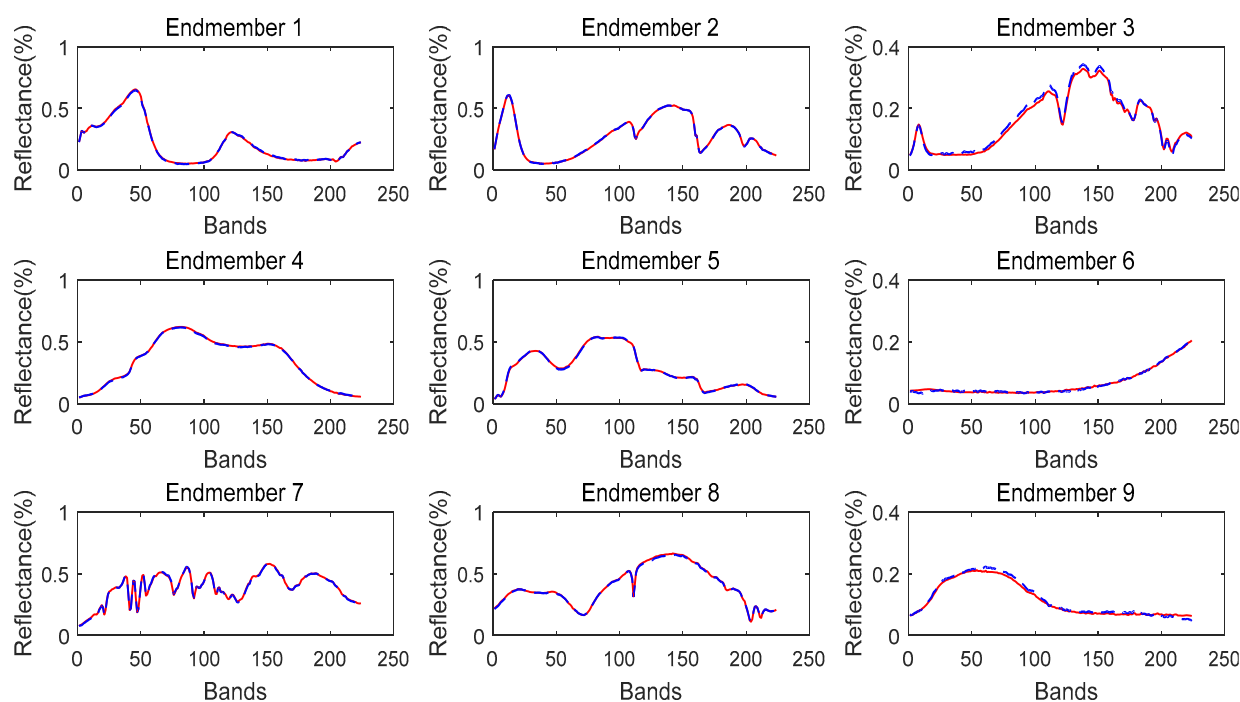 Endmember 1
Endmember 2
Endmember 3
Reflectance(%)
1
0.5
0
0 50 100 150 200 250
Bands
Reflectance(%)
1
0.5
0
0 50 100 150 200 250
Bands
Reflectance(%)
0.4
0.2
0
0 50 100 150 200 250
Bands
Endmember 4
Endmember 5
Endmember 6
Reflectance(%)
1
0.5
0
0 50 100 150 200 250
Bands
Reflectance(%)
1
0.5
0
0 50 100 150 200 250
Bands
Reflectance(%)
0.4
0.2
0
0 50 100 150 200 250
Bands
Endmember 7
Endmember 8
Endmember 9
Reflectance(%)
1
0.5
0
0 50 100 150 200 250
Bands
Reflectance(%)
1
0.5
0
0 50 100 150 200 250
Bands
Reflectance(%)
0.4
0.2
0
0 50 100 150 200 250
Bands